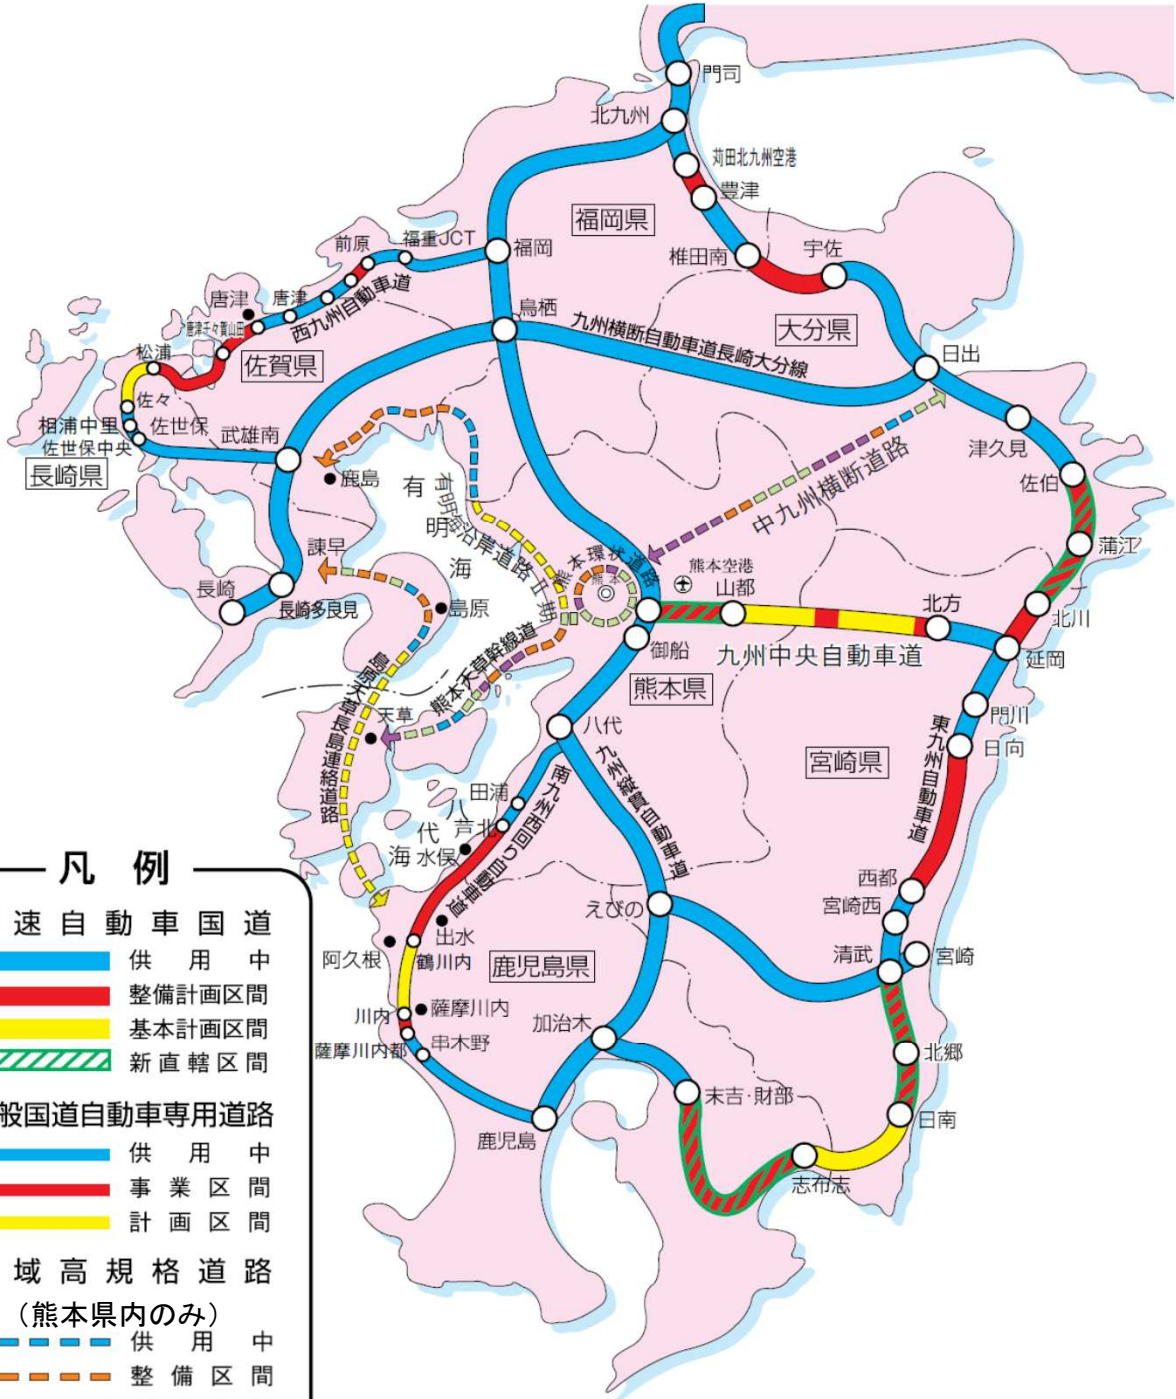 門司
北九州
苅田北九州空港
豊津
福岡県
福重JCT
前原
福岡
椎田南
宇佐
唐津
唐津
西九州自動車道
鳥栖
九州横断自動車道長崎大分線
大分県
唐津千々賀山田
松浦
佐賀県
日出
佐々
相浦中里
佐世保
佐世保中央
武雄南
長崎県
津久見
中九州横断道路
佐伯
鹿島
有明海
有明海沿岸道路Ⅱ期
蒲江
諫早
熊本環状道路
熊本
熊本空港
山都
北方
北川
長崎
長崎多良見
島原
御船
九州中央自動車道
延岡
熊本県
熊本天草幹線道
島原天草長島連絡道路
天草
門川
八代
日向
宮崎県
東九州自動車道
九州縦貫自動車道
南九州西回り自動車道
田浦
八代海
芦北
水俣
西都
宮崎西
えびの
出水
阿久根
鶴川内
鹿児島県
清武
宮崎
薩摩川内
川内
加治木
薩摩川内都
串木野
北郷
末吉・財部
日南
鹿児島
志布志
凡例
速自動車国道
供用中
整備計画区間
基本計画区間
新直轄区間
般国道自動車専用道路
供用中
事業区間
計画区間
域高規格道路
（熊本県内のみ）
供用中
整備区間